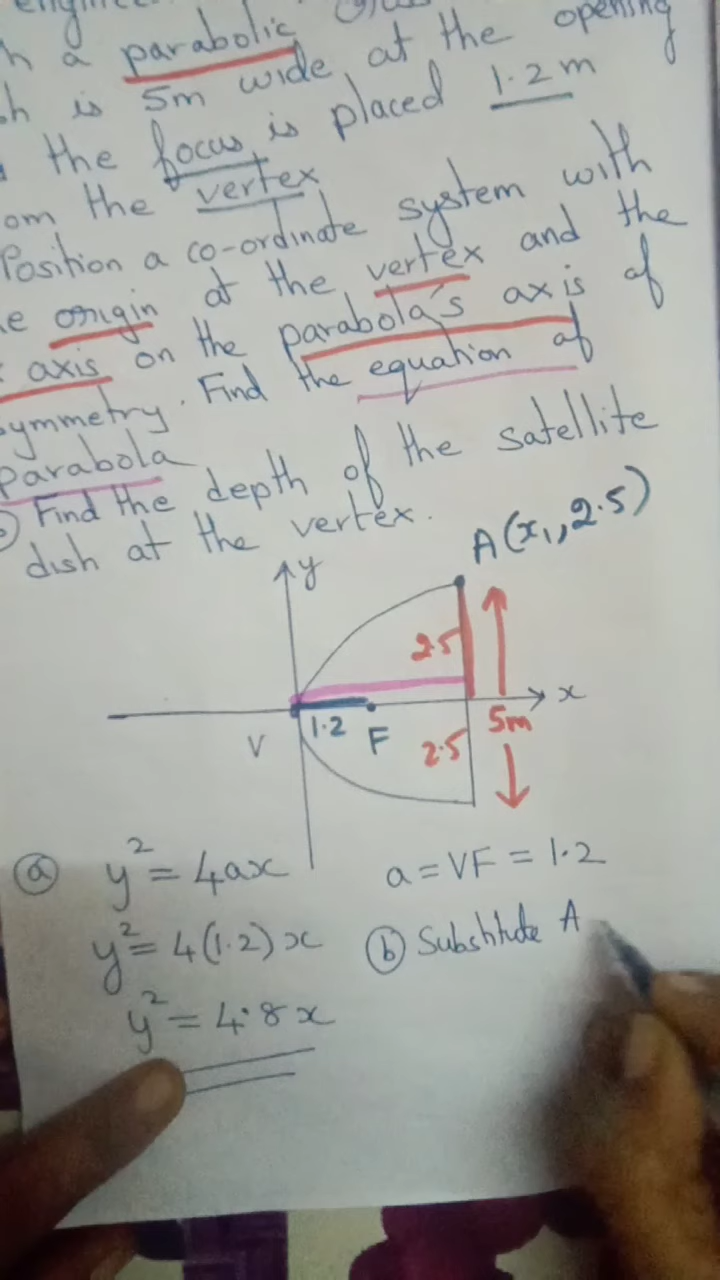 a parabolic
is 5m wide at the opening
the focus is placed 1.2m
the vertex
Position a co-ordinate system with
origin at the vertex and the
axis on the parabola's axis of
symmetry. Find the equation of
Parabola
Find the depth of the satellite
dish at the vertex.
A(x₁, 2.5)
y
2.5
x
1.2
F
V
2.5
5m
ⓐ y² = 4ax
a = VF = 1.2
y² = 4(1.2)x
ⓑ Substitute A
y² = 4.8x